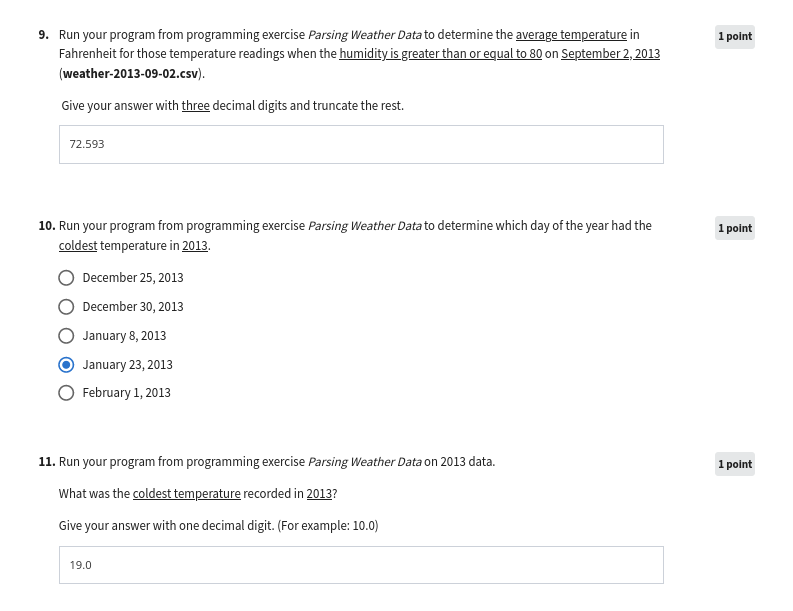 9. Run your program from programming exercise Parsing Weather Data to determine the average temperature in
1 point
Fahrenheit for those temperature readings when the humidity is greater than or equal to 80 on September 2, 2013
(weather-2013-09-02.csv).
Give your answer with three decimal digits and truncate the rest.
72.593
10. Run your program from programming exercise Parsing Weather Data to determine which day of the year had the
1 point
coldest temperature in 2013.
December 25, 2013
December 30, 2013
January 8, 2013
January 23, 2013
February 1, 2013
11. Run your program from programming exercise Parsing Weather Data on 2013 data.
1 point
What was the coldest temperature recorded in 2013?
Give your answer with one decimal digit. (For example: 10.0)
19.0